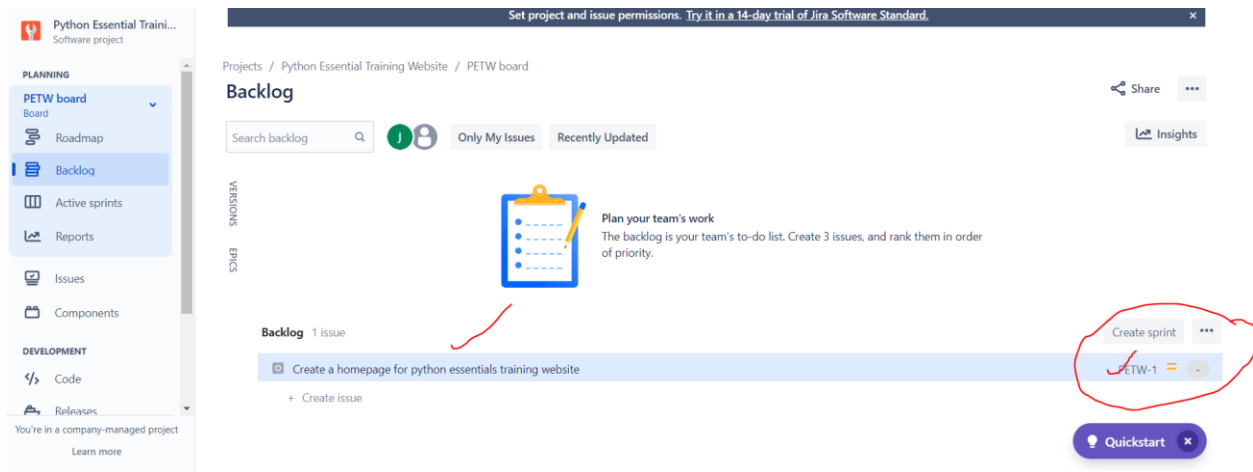 Set project and issue permissions. Try it in a 14-day trial of Jira Software Standard.
Python Essential Traini...
Software project
PLANNING
PETW board
Board
Roadmap
Backlog
Active sprints
Reports
Issues
Components
DEVELOPMENT
Code
Releases
You're in a company-managed project
Learn more
Projects / Python Essential Training Website / PETW board
Backlog
Share
Search backlog
J
Only My Issues
Recently Updated
Insights
VERSIONS
EPICS
Plan your team's work
The backlog is your team's to-do list. Create 3 issues, and rank them in order
of priority.
Backlog 1 issue
Create sprint
Create a homepage for python essentials training website
PETW-1
-
+ Create issue
Quickstart